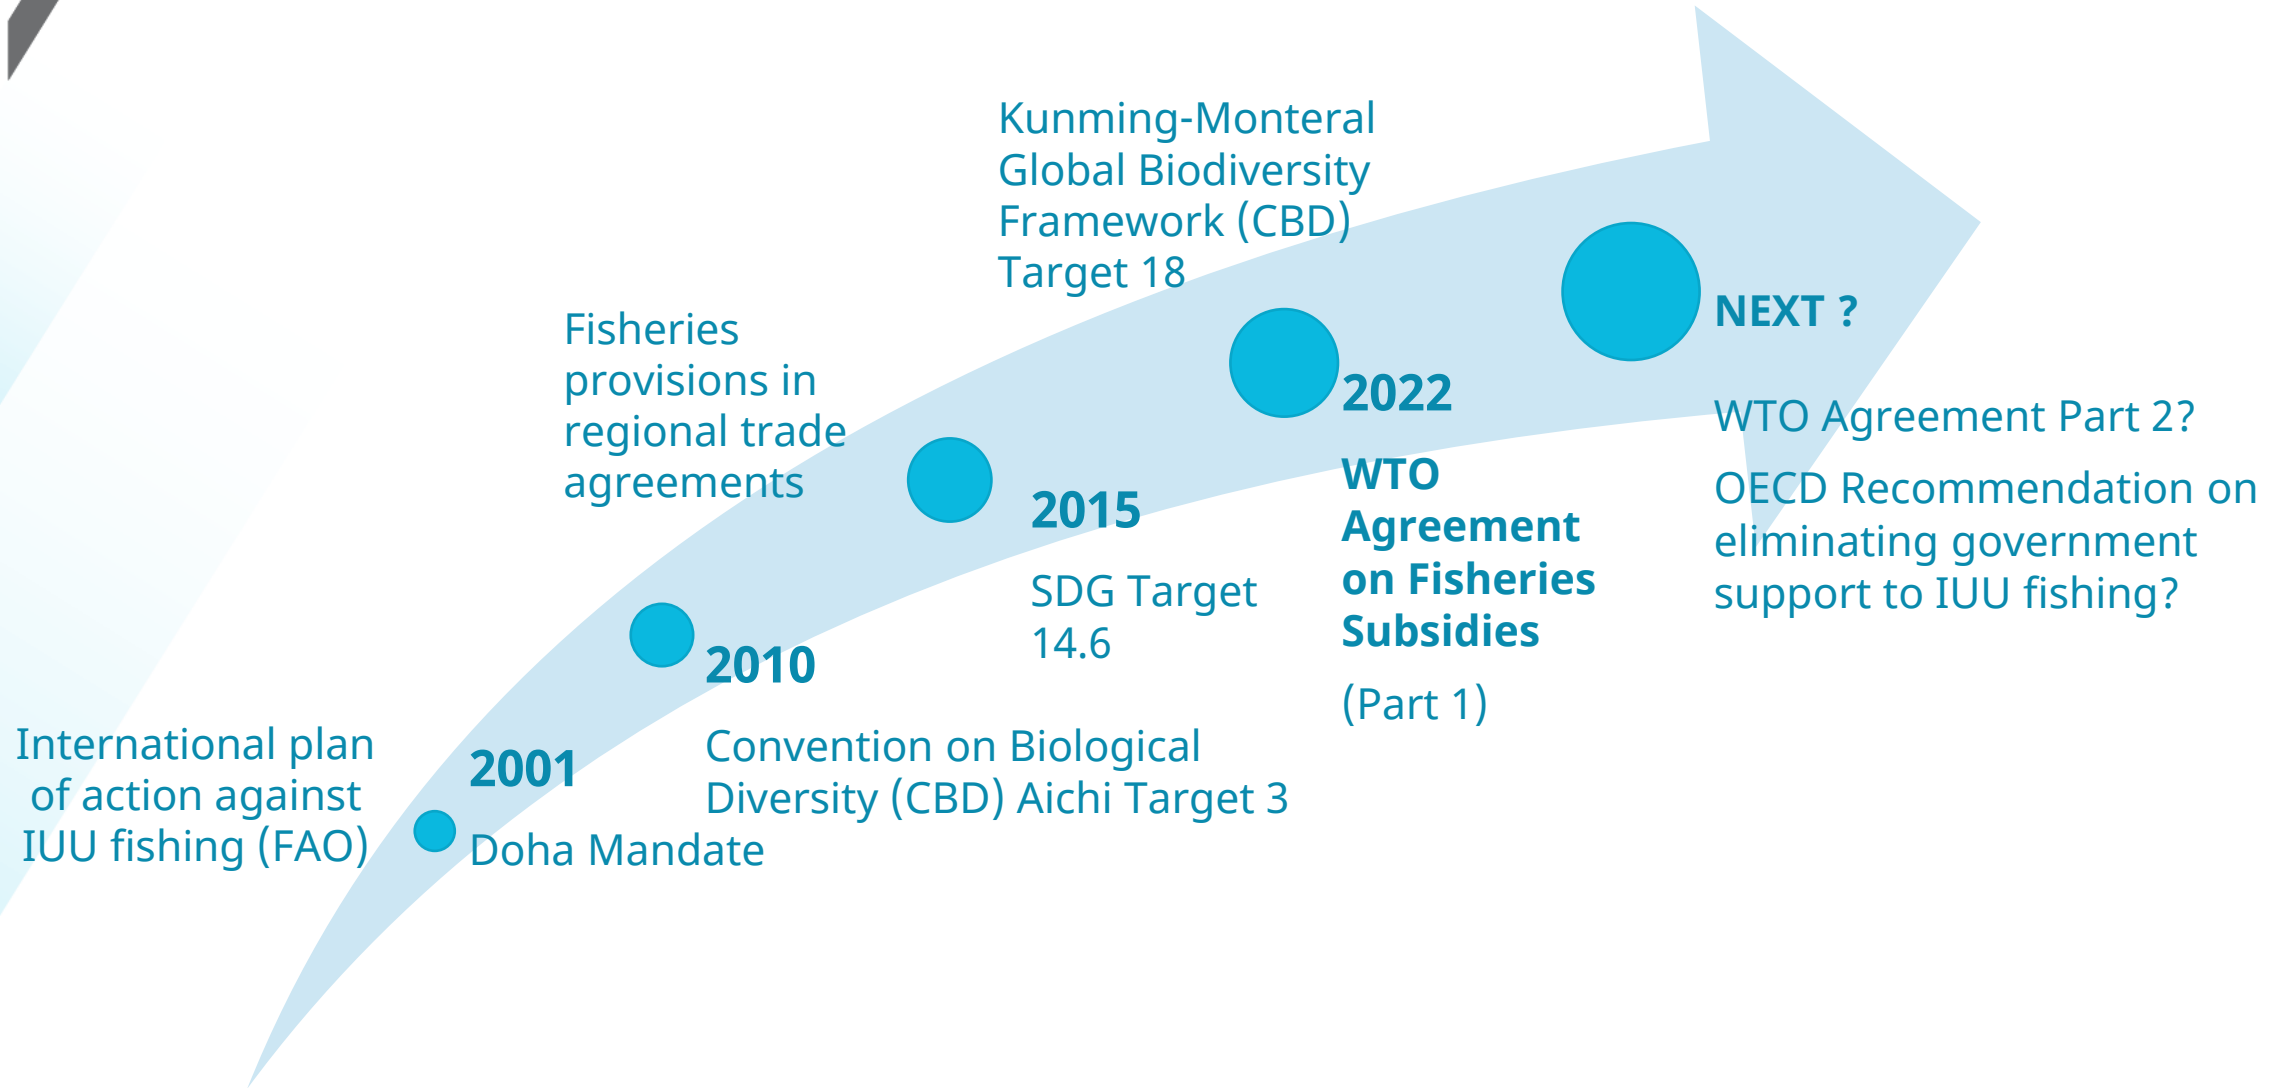 International plan
of action against
IUU fishing (FAO)
2001
Doha Mandate
2010
Convention on Biological
Diversity (CBD) Aichi Target 3
Fisheries
provisions in
regional trade
agreements
2015
SDG Target
14.6
Kunming-Monteral
Global Biodiversity
Framework (CBD)
Target 18
2022
WTO
Agreement
on Fisheries
Subsidies
(Part 1)
NEXT ?
WTO Agreement Part 2?
OECD Recommendation on
eliminating government
support to IUU fishing?